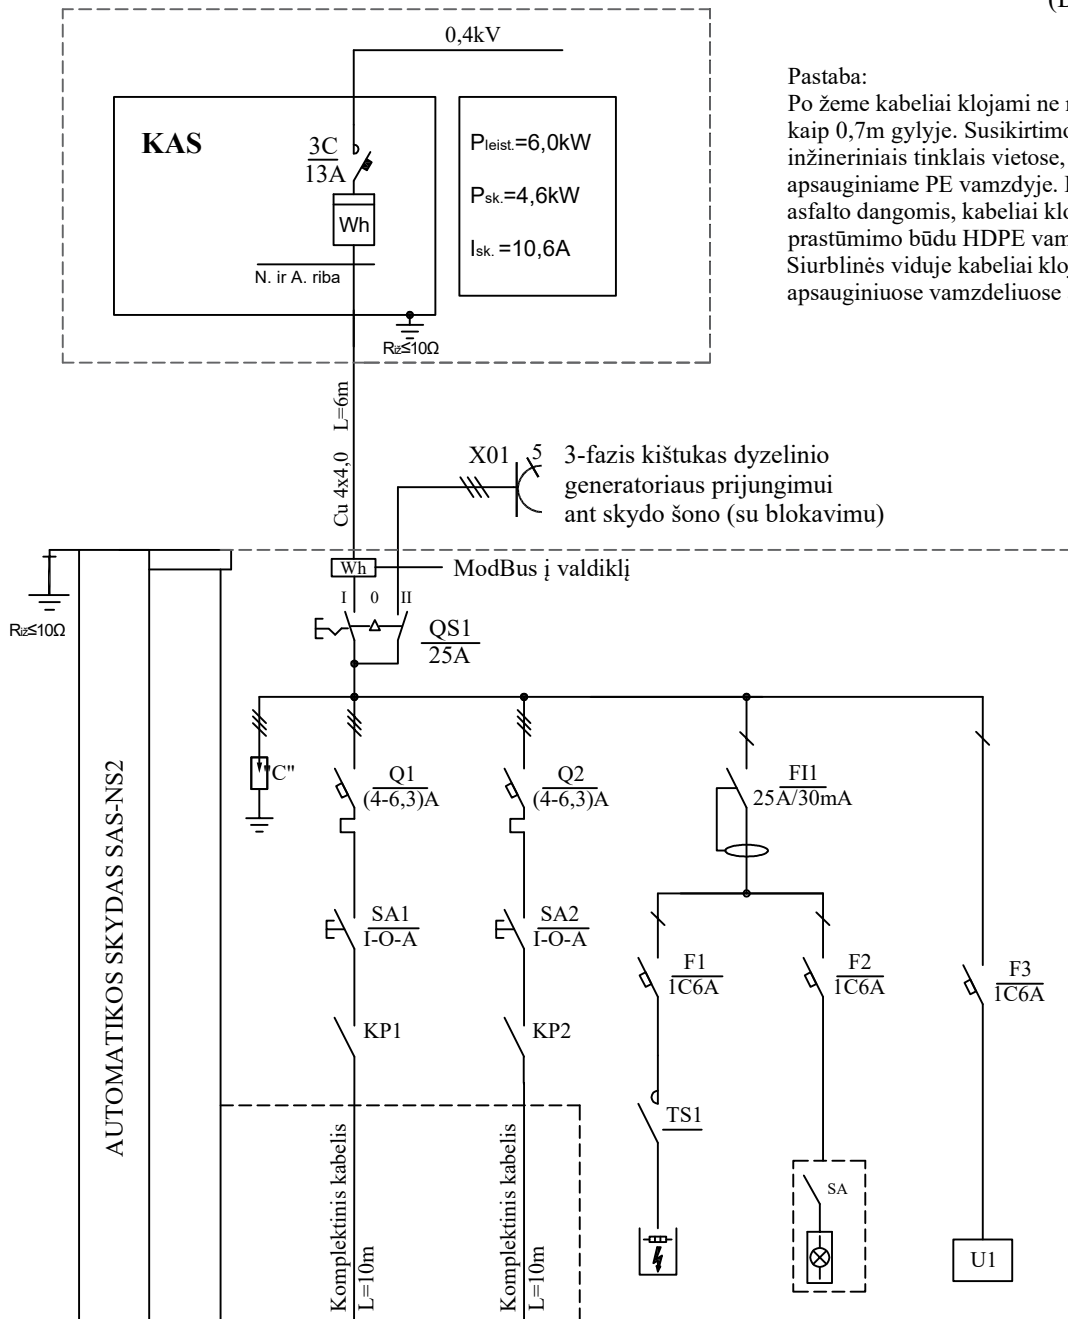 0,4kV
KAS
3C
13A
Wh
N. ir A. riba
Pleist.=6,0kW
Psk.=4,6kW
Isk. =10,6A
Riž≤10Ω
Pastaba:
Po žeme kabeliai klojami ne
kaip 0,7m gylyje. Susikirtimo
inžineriniais tinklais vietose,
apsauginiame PE vamzdyje.
asfalto dangomis, kabeliai
prastūmimo būdu HDPE
Siurblinės viduje kabeliai
apsauginiuose vamzdeliuose
Cu 4x4,0 L=6m
X01 5
3-fazis kištukas dyzelinio
generatoriaus prijungimui
ant skydo šono (su blokavimu)
Wh
ModBus į valdiklį
I 0 II
QS1
25A
Riž≤10Ω
AUTOMATIKOS SKYDAS SAS-NS2
"C"
Q1
(4-6,3)A
Q2
(4-6,3)A
FI1
25A/30mA
SA1
I-O-A
SA2
I-O-A
F1
1C6A
F2
1C6A
F3
1C6A
KP1
KP2
TS1
SA
U1
Komplektinis kabelis
L=10m
Komplektinis kabelis
L=10m